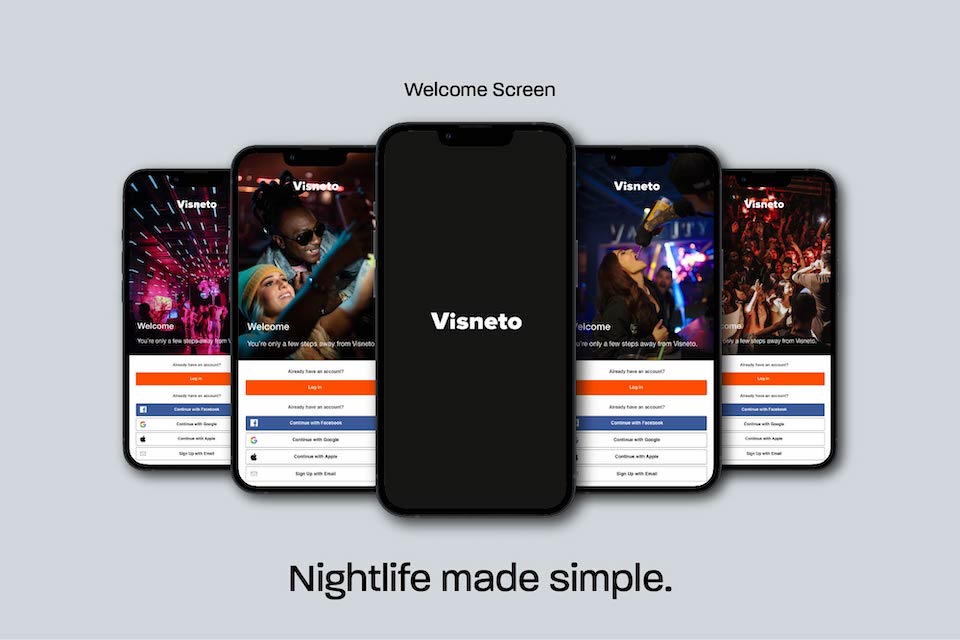 Welcome Screen
Visneto
Welcome
You're only a few steps away from V
Already have an account?
Log in
Already have an account?
Continue with Facebook
Continue with Google
Continue with Apple
Sign Up with Email
Visneto
Welcome
You're only a few steps away from Visneto
Already have an account?
Log in
Already have an account?
Continue with Facebook
Continue with Google
Continue with Apple
Sign Up with Email
Visneto
Visneto
elcome
You're only a few steps away from Visneto.
Already have an account?
Log in
Already have an account?
Continue with Facebook
Continue with Google
Continue with Apple
Sign Up with Email
Visneto
come
only a few steps away from Visneto.
Already have an account?
Log in
Already have an account?
Continue with Facebook
Continue with Google
Continue with Apple
Sign Up with Email
Nightlife made simple.